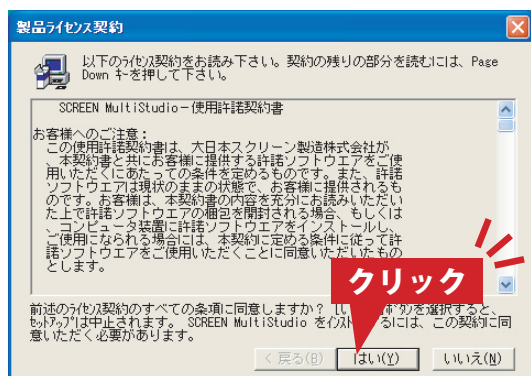 製品ライセンス契約
以下のライセンス契約をお読み下さい。契約の残りの部分を読むには、Page
Down キーを押して下さい。
SCREEN MultiStudio－使用許諾契約書
お客様へのご注意：
この使用許諾契約書は、大日本スクリーン製造株式会社が
、本契約書と共にお客様に提供する許諾ソフトウエアをご使
用いただくにあたっての条件を定めるものです。また、許諾
ソフトウエアは現状のままの状態で、お客様に提供されるも
のです。お客様は、本契約書の内容を充分にお読みいただい
た上で許諾ソフトウエアの梱包を開封される場合、もしくは
、コンピュータ装置に許諾ソフトウエアをインストールし、
ご使用になられる場合には、本契約に定める条件に従って許
諾ソフトウエアをご使用いただくことに同意いただいたもの
とします。
クリック
前述のライセンス契約のすべての条項に同意しますか？ [い ﾎﾞﾀﾝを選択すると、
ｾｯﾄｱｯﾌﾟは中止されます。 SCREEN MultiStudio をｲﾝｽﾄ るには、この契約に同
意いただく必要があります。
< 戻る(B)
はい(Y)
いいえ(N)